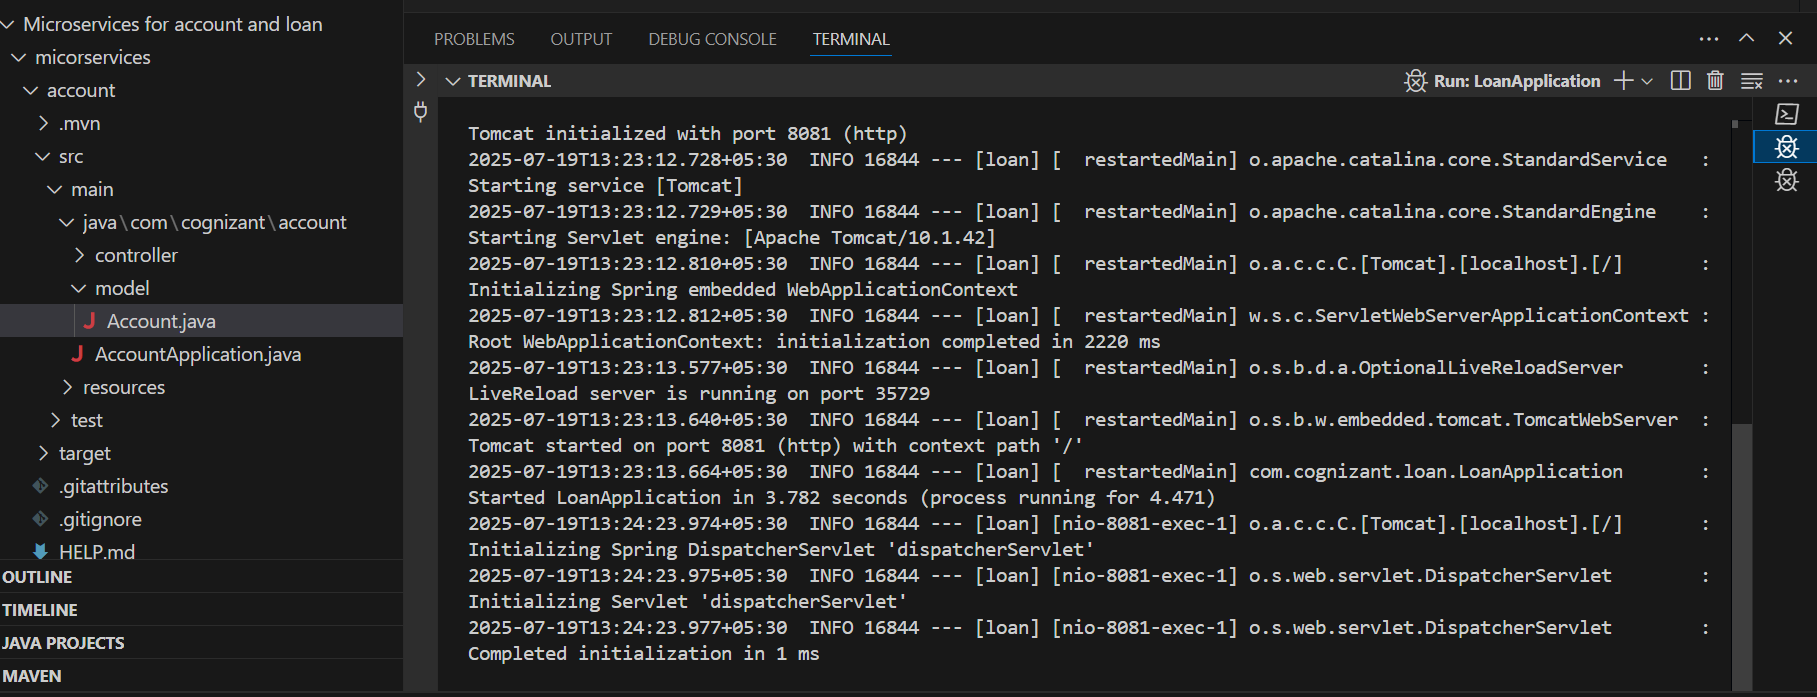 Microservices for account and loan
micorservices
account
.mvn
src
main
java\com\cognizant\account
controller
model
J Account.java
J AccountApplication.java
resources
test
target
.gitattributes
.gitignore
HELP.md
OUTLINE
TIMELINE
JAVA PROJECTS
MAVEN
PROBLEMS OUTPUT DEBUG CONSOLE TERMINAL
TERMINAL
Run: LoanApplication
Tomcat initialized with port 8081 (http)
2025-07-19T13:23:12.728+05:30  INFO 16844 --- [loan] [  restartedMain] o.apache.catalina.core.StandardService   :
Starting service [Tomcat]
2025-07-19T13:23:12.729+05:30  INFO 16844 --- [loan] [  restartedMain] o.apache.catalina.core.StandardEngine    :
Starting Servlet engine: [Apache Tomcat/10.1.42]
2025-07-19T13:23:12.810+05:30  INFO 16844 --- [loan] [  restartedMain] o.a.c.c.C.[Tomcat].[localhost].[/]       :
Initializing Spring embedded WebApplicationContext
2025-07-19T13:23:12.812+05:30  INFO 16844 --- [loan] [  restartedMain] w.s.c.ServletWebServerApplicationContext :
Root WebApplicationContext: initialization completed in 2220 ms
2025-07-19T13:23:13.577+05:30  INFO 16844 --- [loan] [  restartedMain] o.s.b.d.a.OptionalLiveReloadServer       :
LiveReload server is running on port 35729
2025-07-19T13:23:13.640+05:30  INFO 16844 --- [loan] [  restartedMain] o.s.b.w.embedded.tomcat.TomcatWebServer  :
Tomcat started on port 8081 (http) with context path '/'
2025-07-19T13:23:13.664+05:30  INFO 16844 --- [loan] [  restartedMain] com.cognizant.loan.LoanApplication       :
Started LoanApplication in 3.782 seconds (process running for 4.471)
2025-07-19T13:24:23.974+05:30  INFO 16844 --- [loan] [nio-8081-exec-1] o.a.c.c.C.[Tomcat].[localhost].[/]       :
Initializing Spring DispatcherServlet 'dispatcherServlet'
2025-07-19T13:24:23.975+05:30  INFO 16844 --- [loan] [nio-8081-exec-1] o.s.web.servlet.DispatcherServlet        :
Initializing Servlet 'dispatcherServlet'
2025-07-19T13:24:23.977+05:30  INFO 16844 --- [loan] [nio-8081-exec-1] o.s.web.servlet.DispatcherServlet        :
Completed initialization in 1 ms